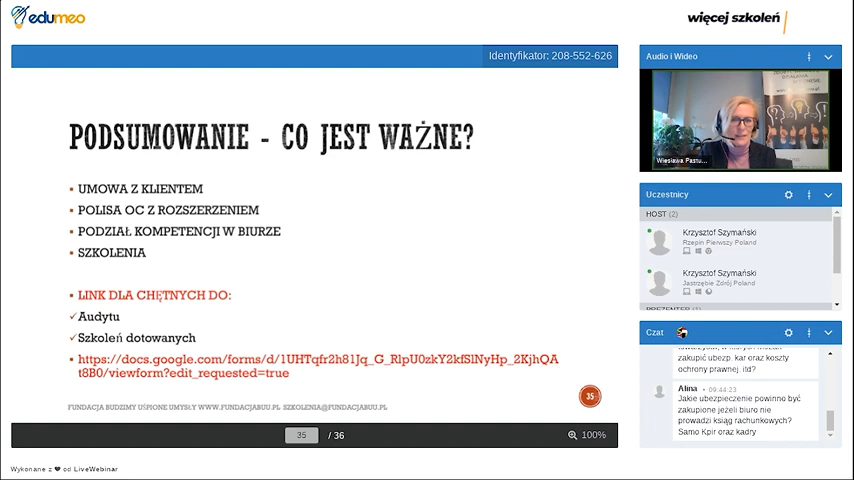 edumeo
więcej szkoleń
Identyfikator: 208-552-626
PODSUMOWANIE - CO JEST WAŻNE?
▪ UMOWA Z KLIENTEM
▪ POLISA OC Z ROZSZERZENIEM
▪ PODZIAŁ KOMPETENCJI W BIURZE
▪ SZKOLENIA
▪ LINK DLA CHĘTNYCH DO:
✓Audytu
✓Szkoleń dotowanych
▪ https://docs.google.com/forms/d/1UHTqfr2h81Jq_G_RlpU0zkY2kfSlNyHp_2KjhQA
t8B0/viewform?edit_requested=true
FUNDACJA BUDZIMY UŚPIONE UMYSŁY WWW.FUNDACJABUU.PL SZKOLENIA@FUNDACJABUU.PL
35
35 / 36
100%
Wykonane z ❤ od LiveWebinar
Audio i Wideo
Wiesława Pastu...
Uczestnicy
HOST (2)
Krzysztof Szymański
Rzepin Pierwszy Poland
Krzysztof Szymański
Jastrzębie Zdrój Poland
Czat
zakupić ubezp. kar oraz koszty
ochrony prawnej. itd?
Alina • 09:44:23
Jakie ubezpieczenie powinno być
zakupione jeżeli biuro nie
prowadzi ksiąg rachunkowych?
Samo Kpir oraz kadry